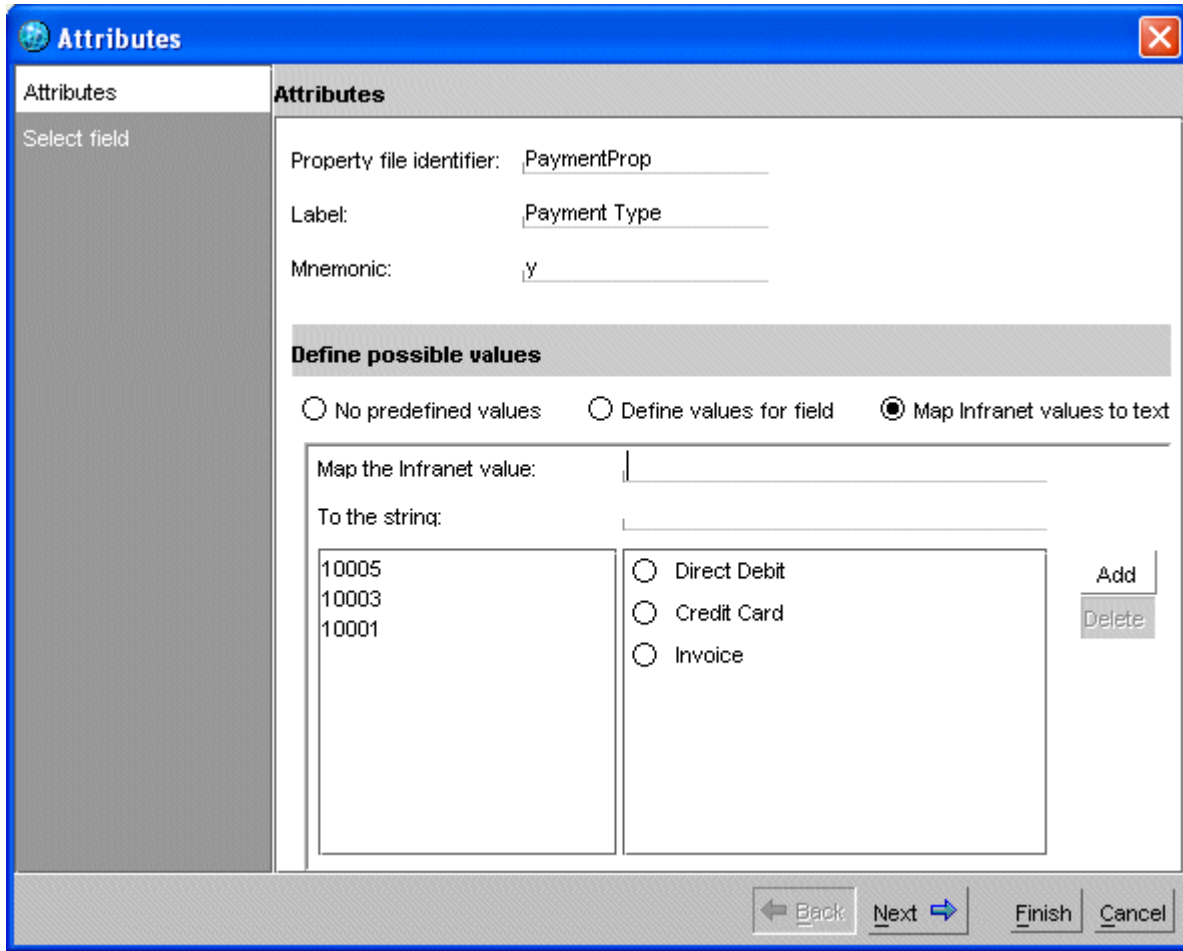 Attributes
Attributes
Select field
Attributes
Property file identifier: PaymentProp
Label: Payment Type
Mnemonic: y
Define possible values
No predefined values Define values for field Map Infranet values to text
Map the Infranet value:
To the string:
10005 Direct Debit
10003 Credit Card
10001 Invoice
Add
Delete
Back Next Finish Cancel